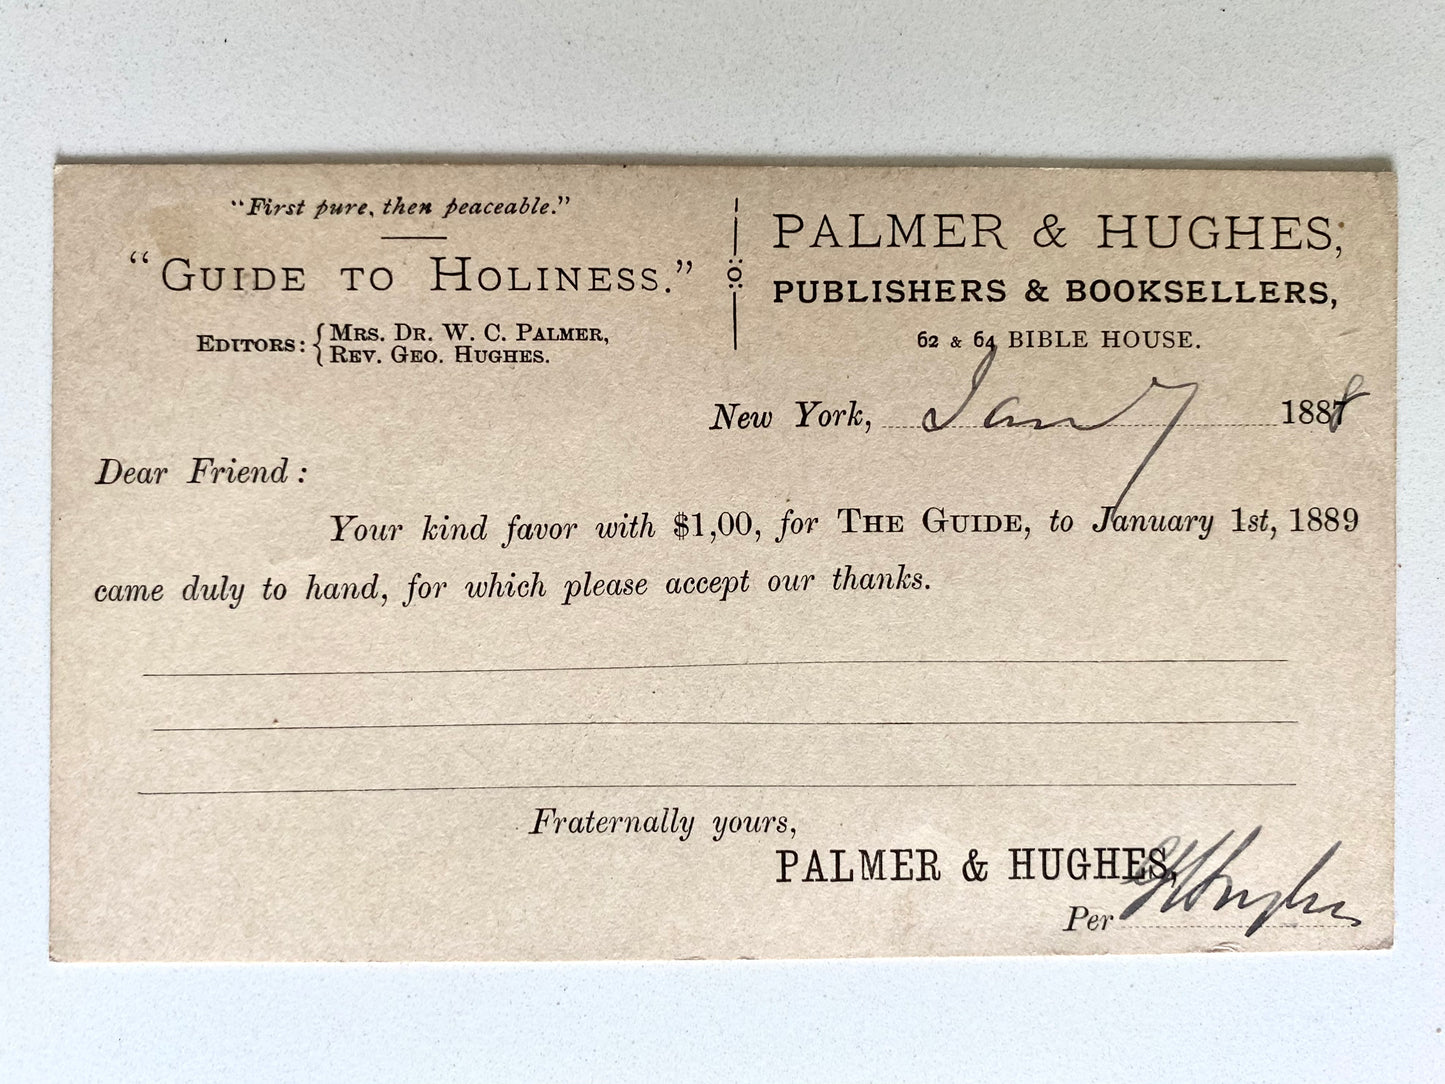 "First pure, then peaceable."
"GUIDE TO HOLINESS."
EDITORS: { MRS. DR. W. C. PALMER,
REV. GEO. HUGHES.
PALMER & HUGHES,
PUBLISHERS & BOOKSELLERS,
62 & 64 BIBLE HOUSE.
New York, Jan 7 1888
Dear Friend:
Your kind favor with $1,00, for THE GUIDE, to January 1st, 1889
came duly to hand, for which please accept our thanks.
Fraternally yours,
PALMER & HUGHES,
Per G Hughes